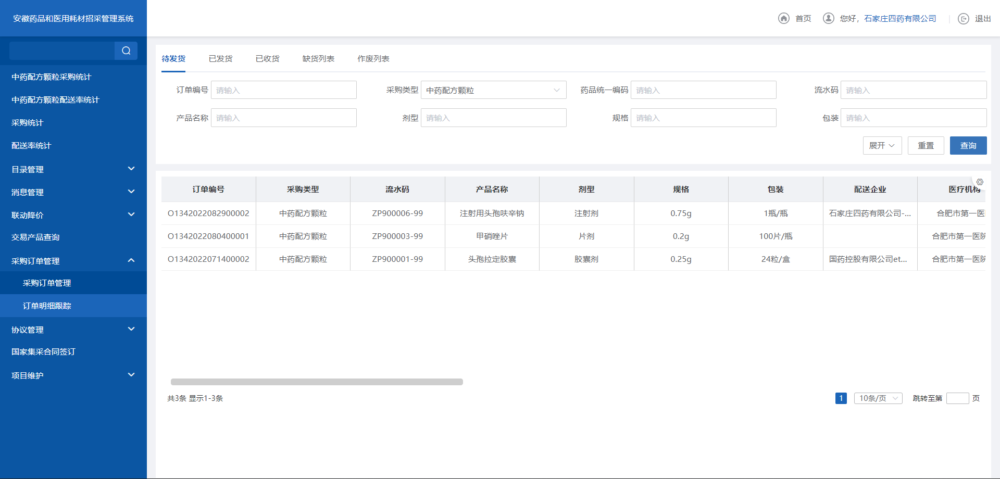 安徽药品和医用耗材招采管理系统
首页
您好，石家庄四药有限公司
退出
中药配方颗粒采购统计
中药配方颗粒配送率统计
采购统计
配送率统计
目录管理
消息管理
联动降价
交易产品查询
采购订单管理
采购订单管理
订单明细跟踪
协议管理
国家集采合同签订
项目维护
待发货 已发货 已收货 缺货列表 作废列表
订单编号 请输入 采购类型 中药配方颗粒 药品统一编码 请输入 流水码 请输入
产品名称 请输入 剂型 请输入 规格 请输入 包装 请输入
展开 重置 查询
订单编号 采购类型 流水码 产品名称 剂型 规格 包装 配送企业 医疗机构
O1342022082900002 中药配方颗粒 ZP900006-99 注射用头孢呋辛钠 注射剂 0.75g 1瓶/瓶 石家庄四药有限公司-... 合肥市第一医
O1342022080400001 中药配方颗粒 ZP900003-99 甲硝唑片 片剂 0.2g 100片/瓶 合肥市第一医院
O1342022071400002 中药配方颗粒 ZP900001-99 头孢拉定胶囊 胶囊剂 0.25g 24粒/盒 国药控股有限公司et... 合肥市第一医院
共3条 显示1-3条
1 10条/页 跳转至第 页